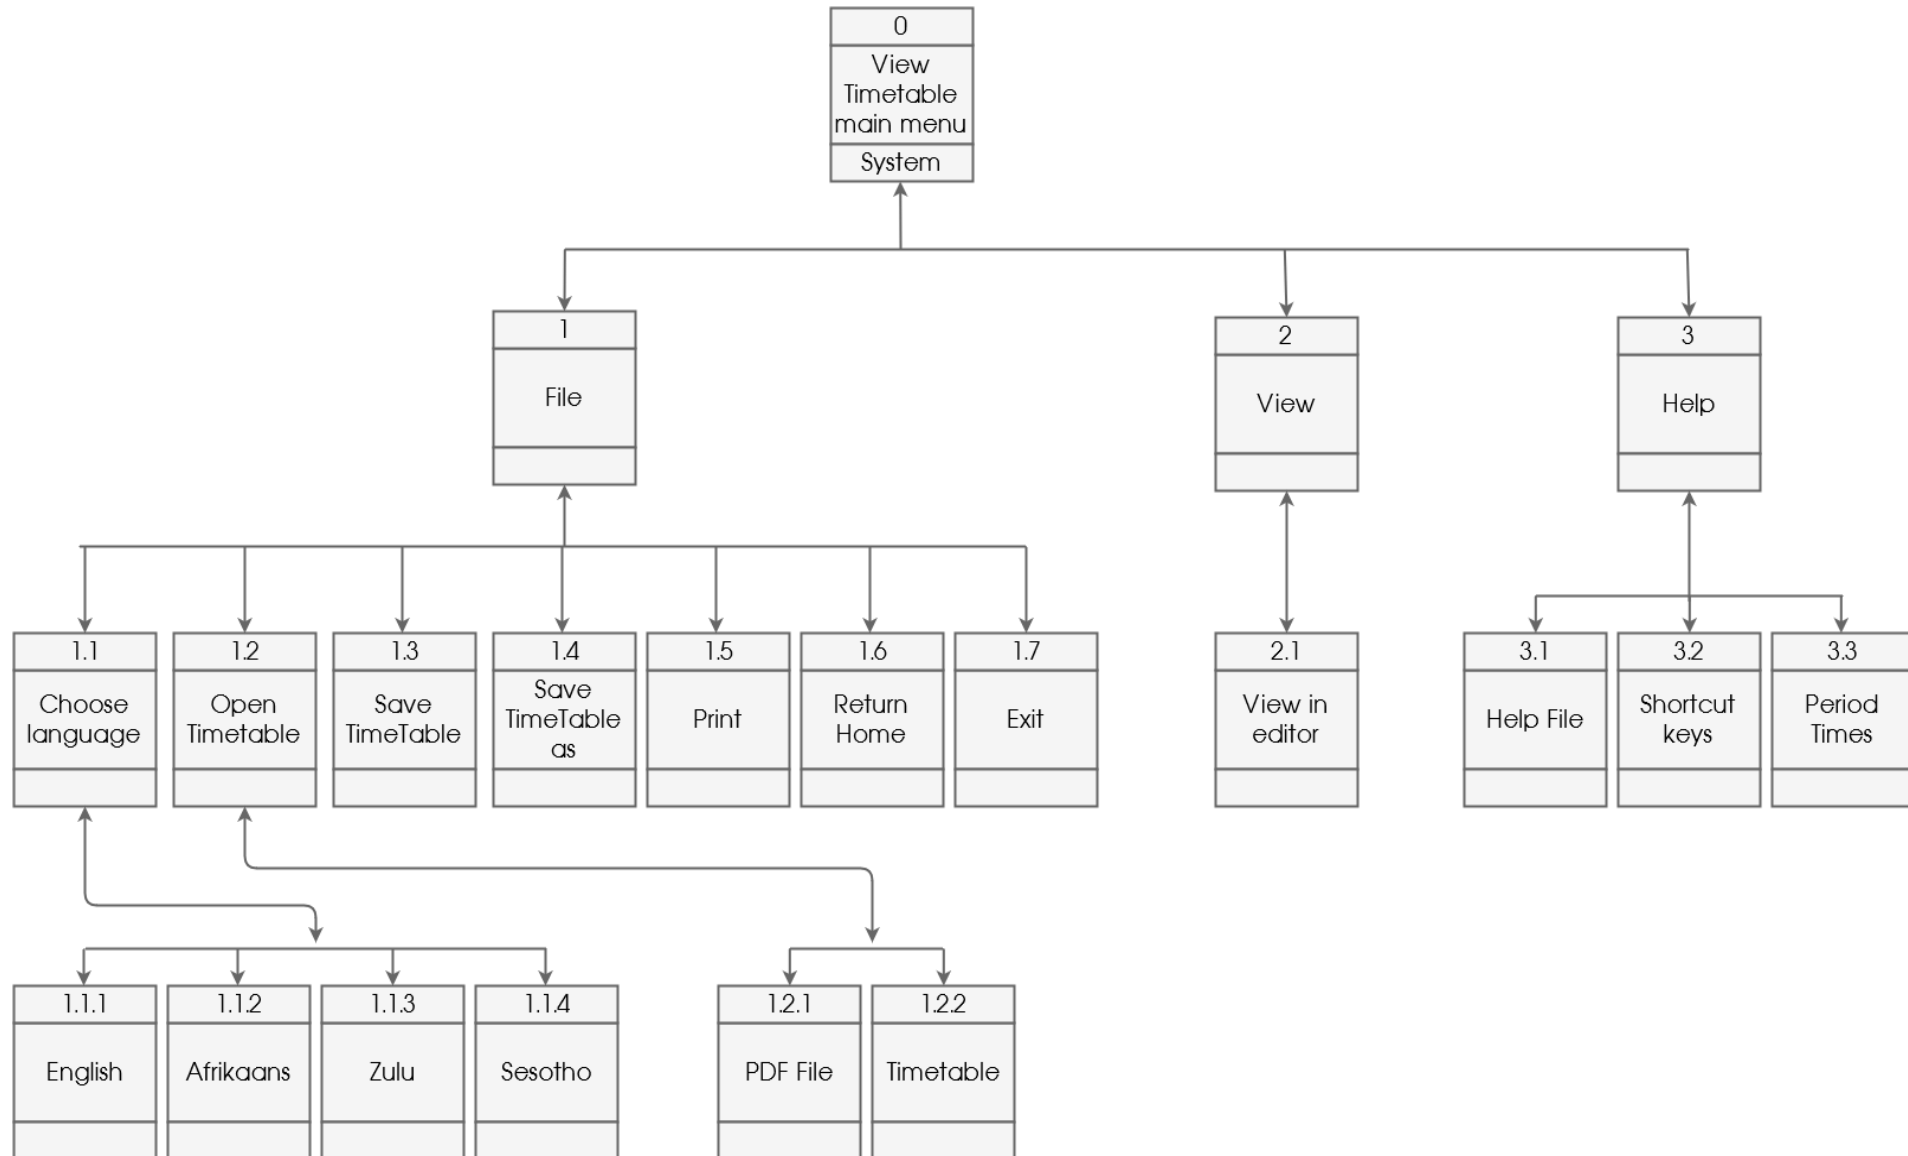 0
View
Timetable
main menu
System
1
File
2
View
3
Help
1.1
Choose
language
1.2
Open
Timetable
1.3
Save
TimeTable
1.4
Save
TimeTable
as
1.5
Print
1.6
Return
Home
1.7
Exit
2.1
View in
editor
3.1
Help File
3.2
Shortcut
keys
3.3
Period
Times
1.1.1
English
1.1.2
Afrikaans
1.1.3
Zulu
1.1.4
Sesotho
1.2.1
PDF File
1.2.2
Timetable